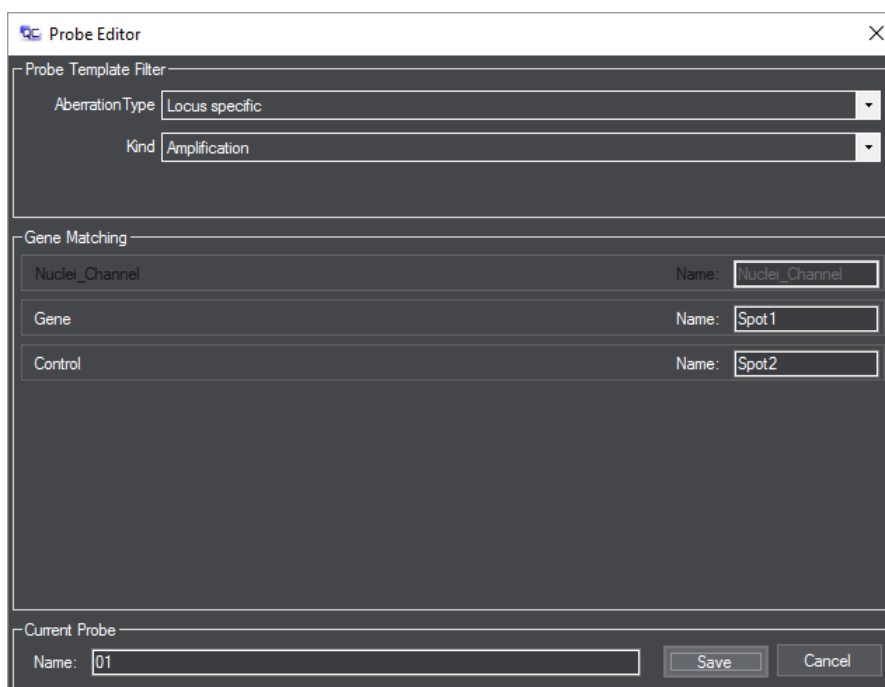 Probe Editor
Probe Template Filter
Aberration Type Locus specific
Kind Amplification
Gene Matching
Nuclei_Channel Name: Nuclei_Channel
Gene Name: Spot1
Control Name: Spot2
Current Probe
Name: 01 Save Cancel